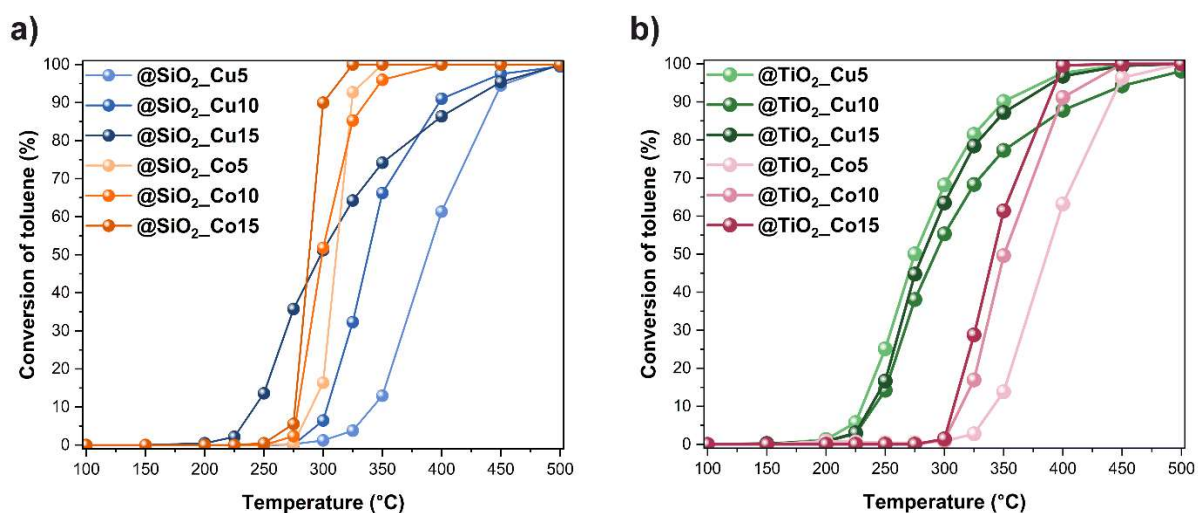 a)
Conversion of toluene (%)
100
90
80
70
60
50
40
30
20
10
0
@SiO₂_Cu5
@SiO₂_Cu10
@SiO₂_Cu15
@SiO₂_Co5
@SiO₂_Co10
@SiO₂_Co15
100 150 200 250 300 350 400 450 500
Temperature (°C)
b)
Conversion of toluene (%)
100
90
80
70
60
50
40
30
20
10
0
@TiO₂_Cu5
@TiO₂_Cu10
@TiO₂_Cu15
@TiO₂_Co5
@TiO₂_Co10
@TiO₂_Co15
100 150 200 250 300 350 400 450 500
Temperature (°C)